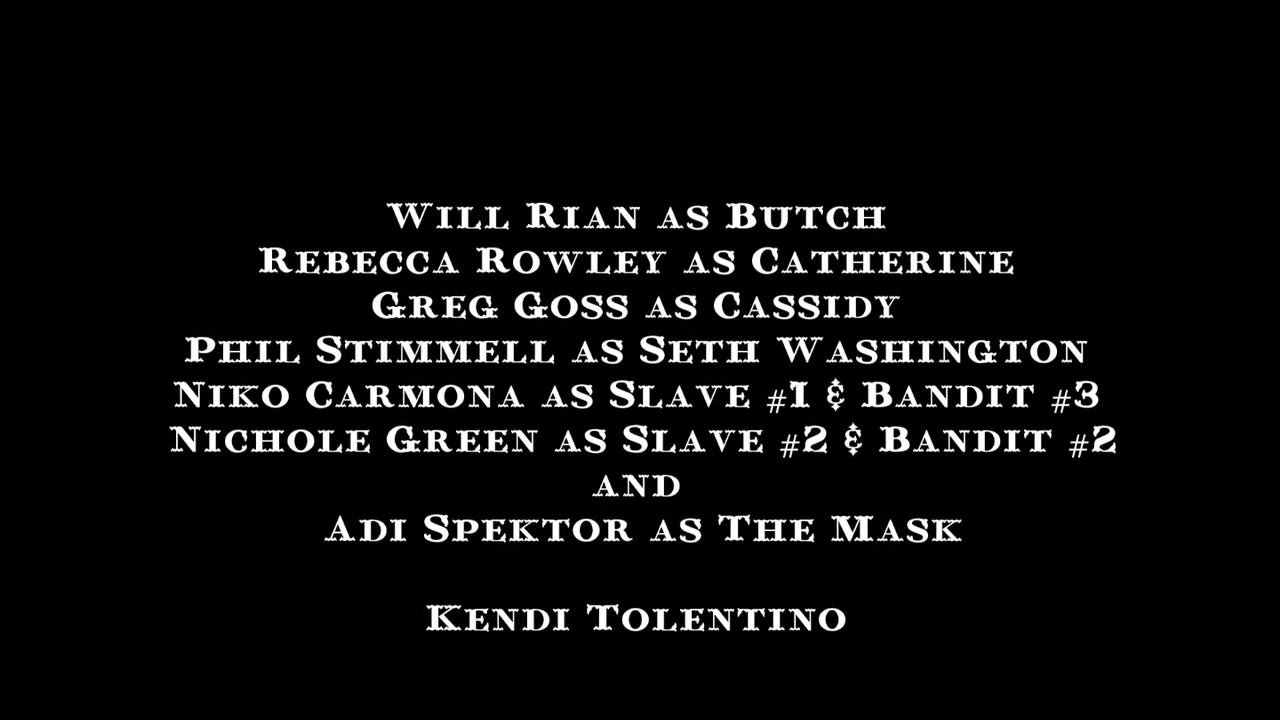 Will Rian as Butch
Rebecca Rowley as Catherine
Greg Goss as Cassidy
Phil Stimmell as Seth Washington
Niko Carmona as Slave #1 & Bandit #3
Nichole Green as Slave #2 & Bandit #2
and
Adi Spektor as The Mask
Kendi Tolentino